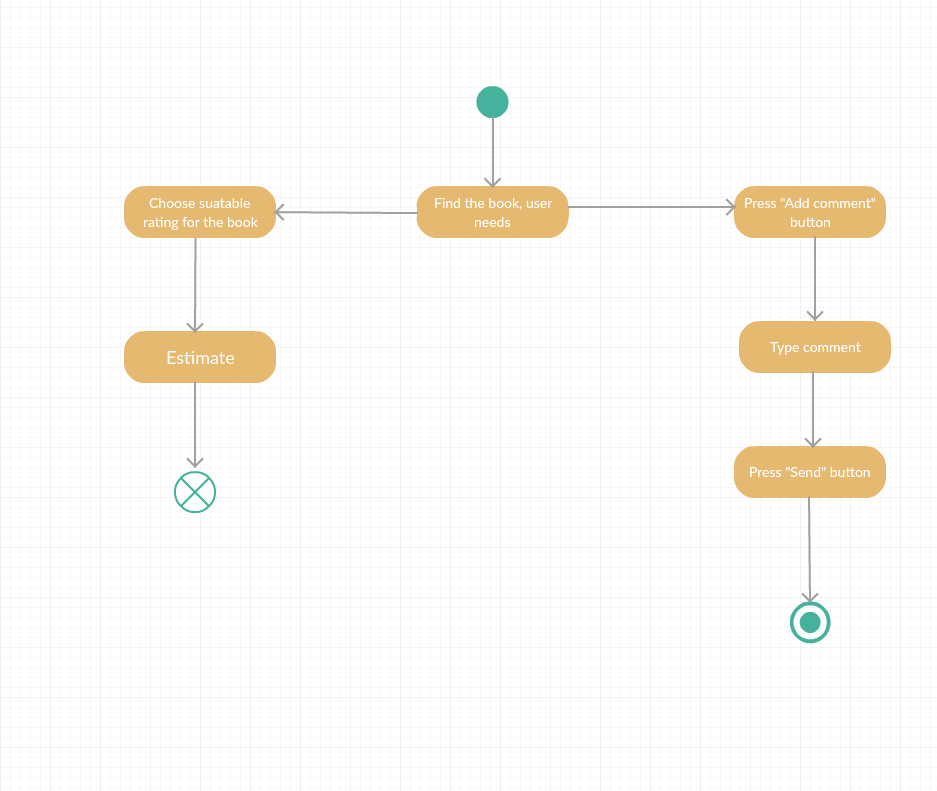 Choose suatable
rating for the book
Find the book, user
needs
Press "Add comment"
button
Estimate
Type comment
Press "Send" button